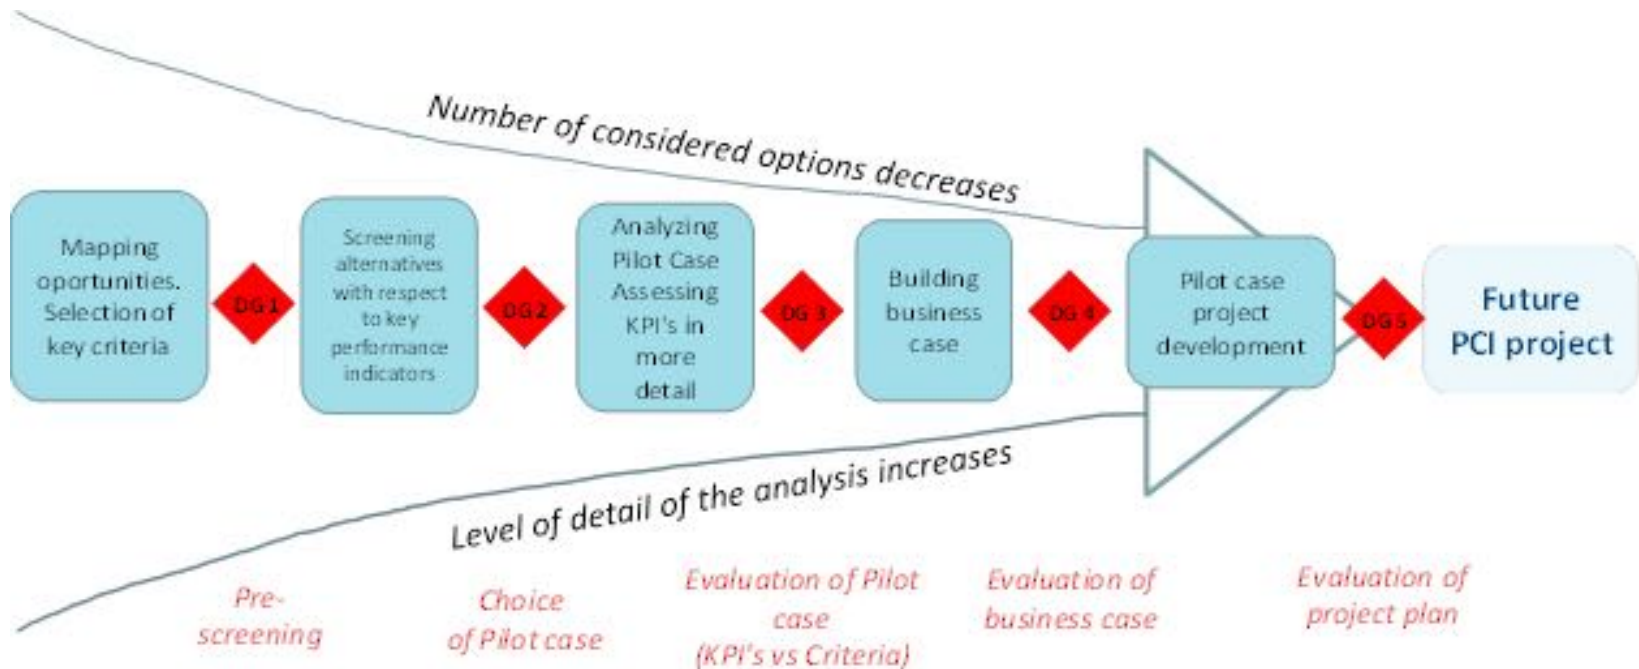 Number of considered options decreases
Mapping
oportunities.
Selection of
key criteria
DG 1
Screening
alternatives
with respect
to key
performance
indicators
DG 2
Analyzing
Pilot Case
Assessing
KPI's in
more
detail
DG 3
Building
business
case
DG 4
Pilot case
project
development
DG 5
Future
PCI project
Level of detail of the analysis increases
Pre-
screening
Choice
of Pilot case
Evaluation of Pilot
case
(KPI's vs Criteria)
Evaluation of
business case
Evaluation of
project plan